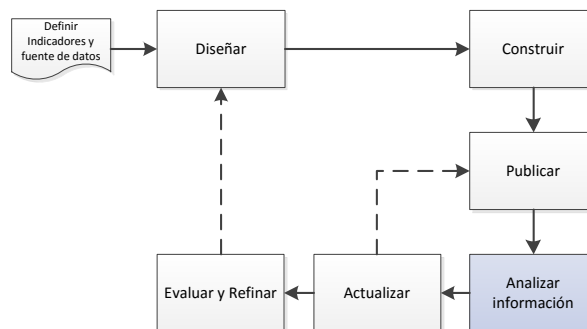 Definir
Indicadores y
fuente de datos
Diseñar
Construir
Publicar
Analizar
información
Actualizar
Evaluar y Refinar